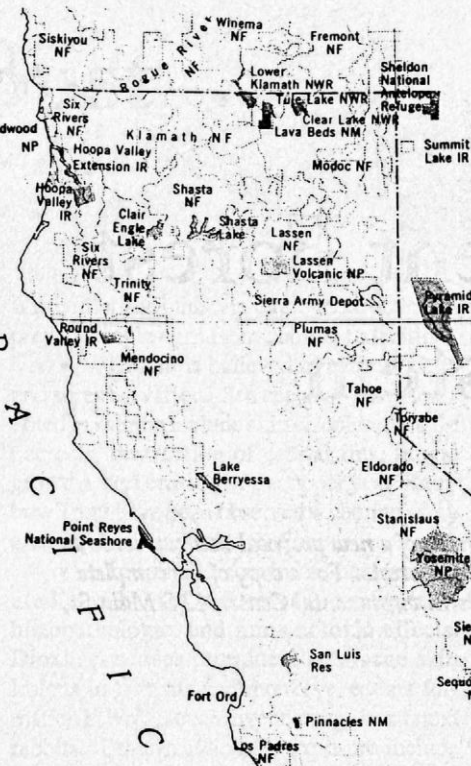 Siskiyou
NF
Rogue River
NF
Winema
NF
Fremont
NF
Lower
Klamath NWR
Tule Lake NWR
Clear Lake NWR
Lava Beds NM
Sheldon
National
Antelope
Refuge
Six
Rivers
NF
dwood
NP
Klamath NF
Hoopa Valley
Extension IR
Modoc NF
Summit
Lake IR
Hoopa
Valley
IR
Shasta
NF
Clair
Engle
Lake
Shasta
Lake
Lassen
NF
Six
Rivers
NF
Lassen
Volcanic NP
Trinity
NF
Sierra Army Depot
Pyramid
Lake IR
Round
Valley IR
Plumas
NF
Mendocino
NF
Tahoe
NF
P
A
C
I
F
I
C
Toiyabe
NF
Lake
Berryessa
Eldorado
NF
Point Reyes
National Seashore
Stanislaus
NF
Yosemite
NP
Sie
N
San Luis
Res
Sequo
N
Fort Ord
Pinnacles NM
Los Padres
NF